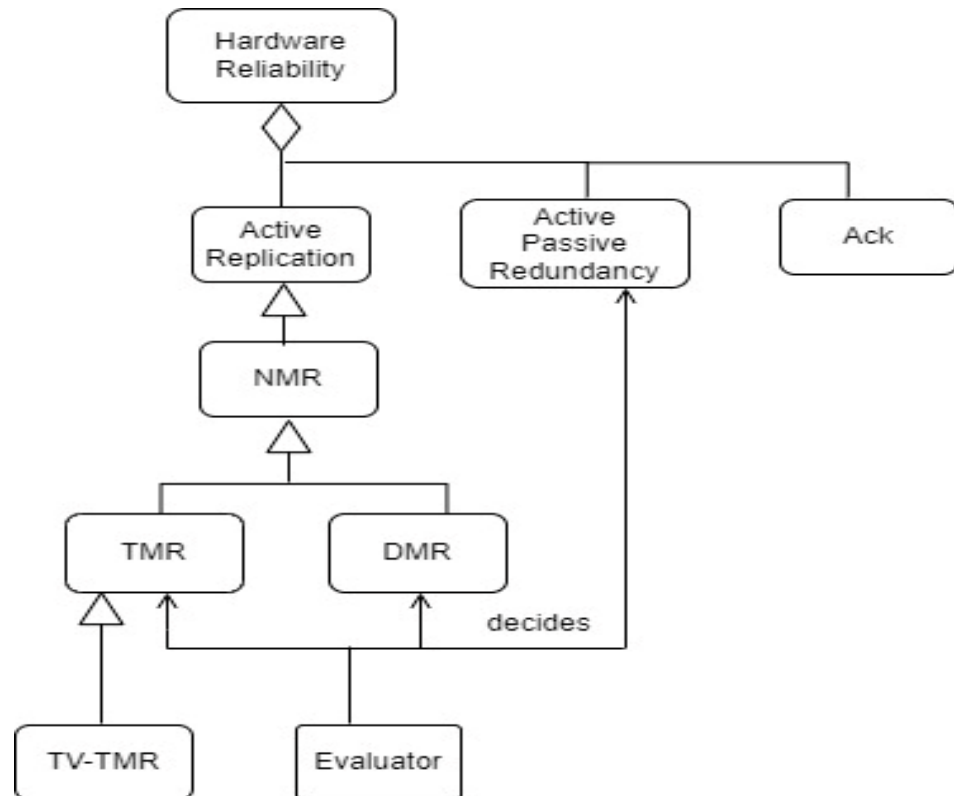 Hardware
Reliability
Active
Replication
Active
Passive
Redundancy
Ack
NMR
TMR
DMR
decides
TV-TMR
Evaluator